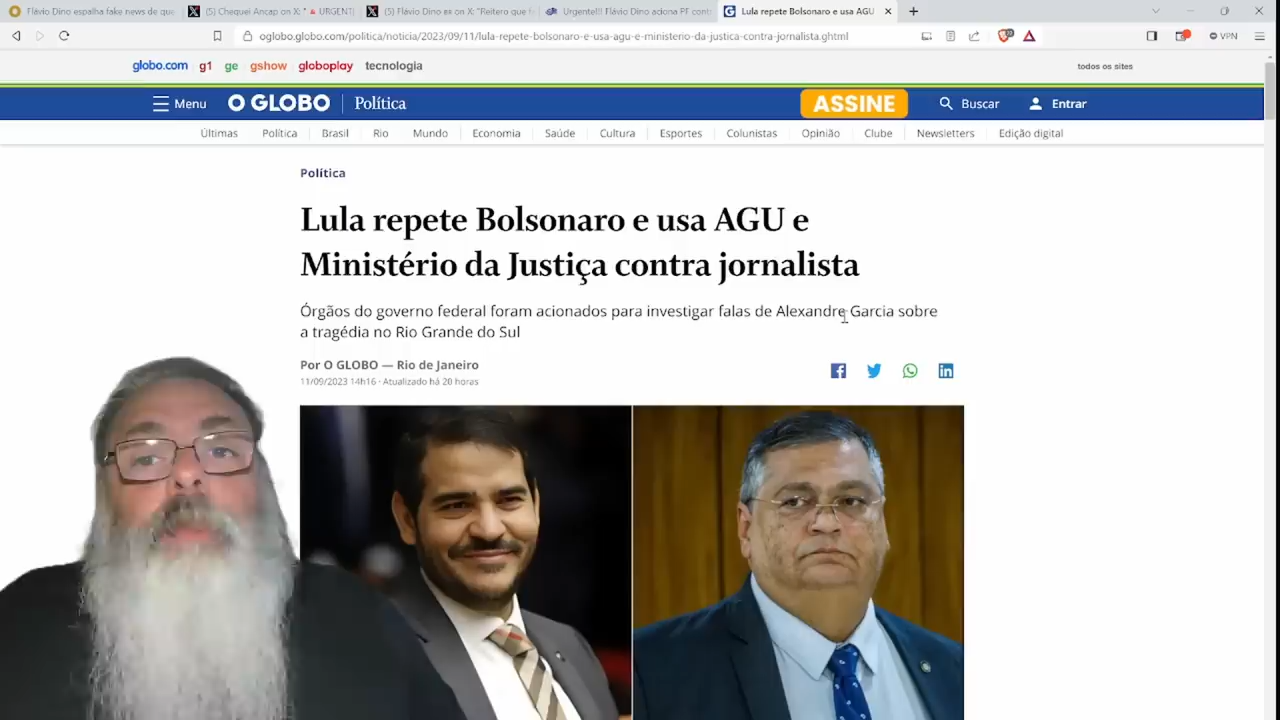 Flávio Dino espalha fake news de que
(5) Chequei Ancap on X: "🔺URGENT
(5) Flávio Dino on X: "Reitero que
Urgente!!! Flávio Dino aciona PF cont
Lula repete Bolsonaro e usa AGU
oglobo.globo.com/politica/noticia/2023/09/11/lula-repete-bolsonaro-e-usa-agu-e-ministerio-da-justica-contra-jornalista.ghtml
VPN
globo.com g1 ge gshow globoplay tecnologia
todos os sites
Menu O GLOBO Política ASSINE Buscar Entrar
Últimas Política Brasil Rio Mundo Economia Saúde Cultura Esportes Colunistas Opinião Clube Newsletters Edição digital
Política
Lula repete Bolsonaro e usa AGU e
Ministério da Justiça contra jornalista
Órgãos do governo federal foram acionados para investigar falas de Alexandre Garcia sobre
a tragédia no Rio Grande do Sul
Por O GLOBO — Rio de Janeiro
11/09/2023 14h16 · Atualizado há 20 horas